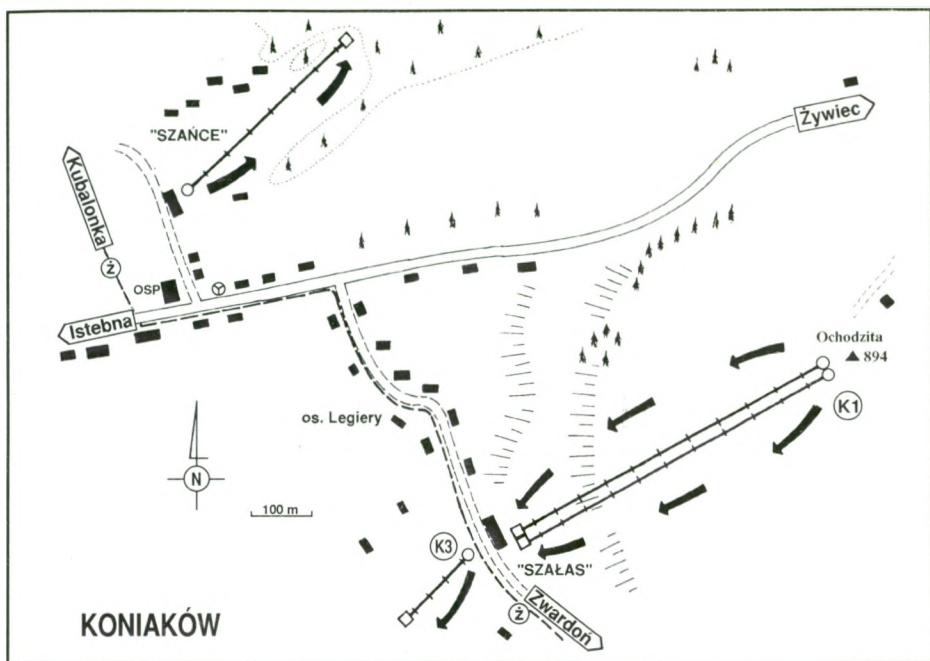 "SZAŃCE"
Żywiec
Kubalonka
ż
OSP
Istebna
Ochodzita
894
K1
os. Legiery
N
100 m
K3
"SZAŁAS"
ż
Zwardoń
KONIAKÓW